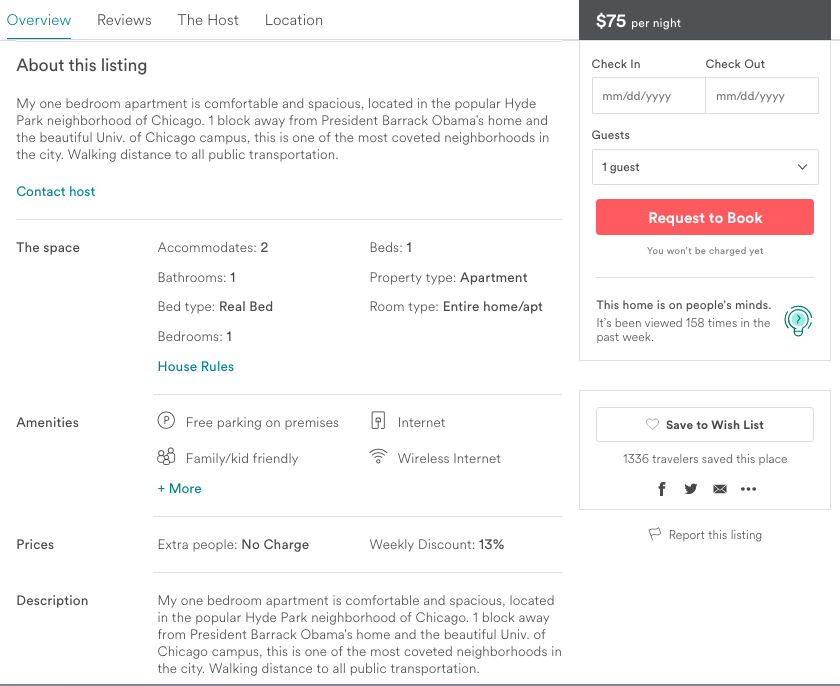 Overview Reviews The Host Location
$75 per night
About this listing
My one bedroom apartment is comfortable and spacious, located in the popular Hyde
Park neighborhood of Chicago. 1 block away from President Barrack Obama's home and
the beautiful Univ. of Chicago campus, this is one of the most coveted neighborhoods in
the city. Walking distance to all public transportation.
Contact host
The space
Accommodates: 2
Beds: 1
Bathrooms: 1
Property type: Apartment
Bed type: Real Bed
Room type: Entire home/apt
Bedrooms: 1
House Rules
Amenities
P Free parking on premises
Internet
Family/kid friendly
Wireless Internet
+ More
Prices
Extra people: No Charge
Weekly Discount: 13%
Description
My one bedroom apartment is comfortable and spacious, located
in the popular Hyde Park neighborhood of Chicago. 1 block away
from President Barrack Obama's home and the beautiful Univ. of
Chicago campus, this is one of the most coveted neighborhoods in
the city. Walking distance to all public transportation.
Check In Check Out
mm/dd/yyyy mm/dd/yyyy
Guests
1 guest
Request to Book
You won't be charged yet
This home is on people's minds.
It's been viewed 158 times in the
past week.
?
Save to Wish List
1336 travelers saved this place
Report this listing